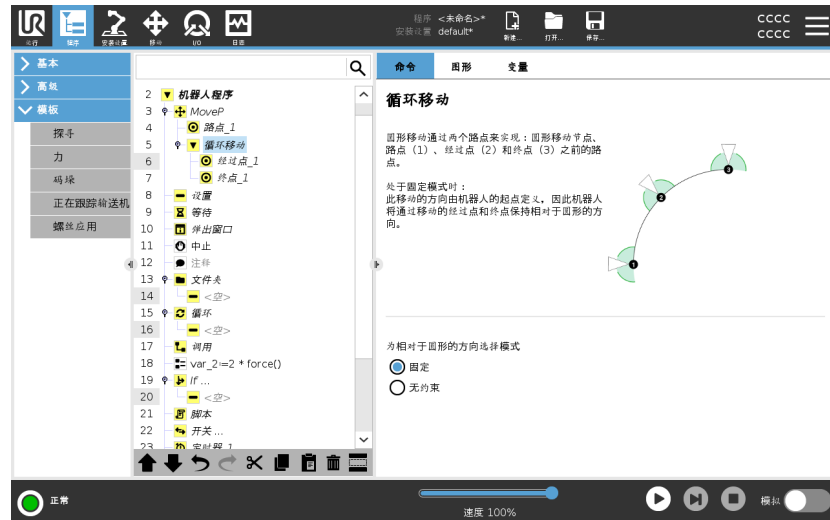 UR
运行
程序
安装设置
移动
I/O
日志
程序 <未命名>*
安装设置 default*
新建...
打开...
保存...
cccc
cccc
基本
高级
模板
探寻
力
码垛
正在跟踪输送机
螺丝应用
2 机器人程序
3 MoveP
4 路点_1
5 循环移动
6 经过点_1
7 终点_1
8 设置
9 等待
10 弹出窗口
11 中止
12 注释
13 文件夹
14 <空>
15 循环
16 <空>
17 调用
18 var_2:=2 * force()
19 If ...
20 <空>
21 脚本
22 开关 ...
23 定时器_1
命令
图形
变量
循环移动
圆形移动通过两个路点来实现：圆形移动节点、
路点（1）、经过点（2）和终点（3）之前的路
点。
处于固定模式时：
此移动的方向由机器人的起点定义，因此机器人
将通过移动的经过点和终点保持相对于圆形的方
向。
3
2
1
为相对于圆形的方向选择模式
固定
无约束
正常
速度 100%
模拟